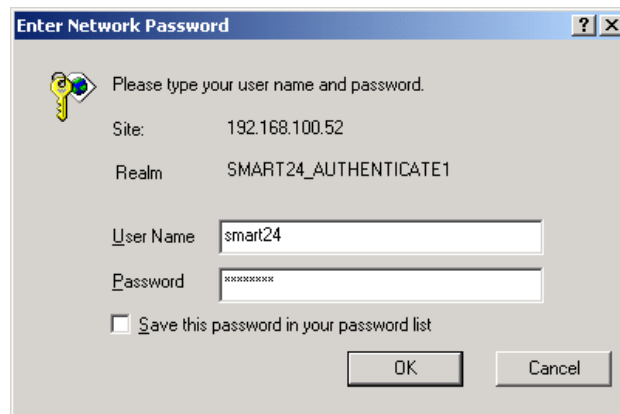 Enter Network Password
Please type your user name and password.
Site: 192.168.100.52
Realm SMART24_AUTHENTICATE1
User Name smart24
Password ********
Save this password in your password list
OK Cancel